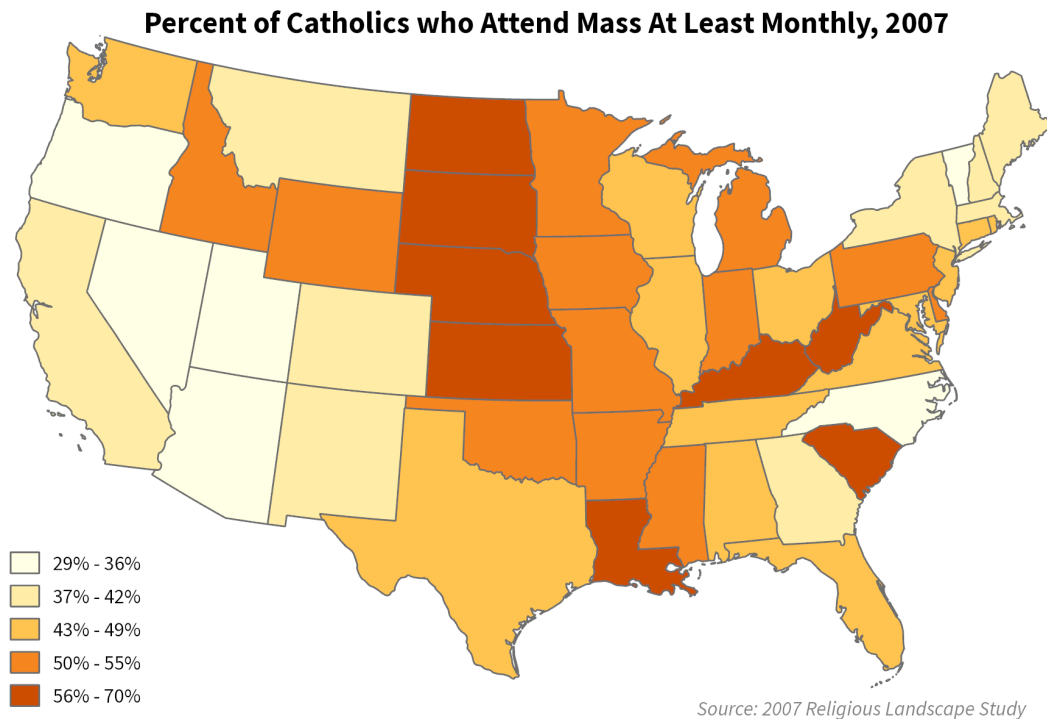 Percent of Catholics who Attend Mass At Least Monthly, 2007
29% - 36%
37% - 42%
43% - 49%
50% - 55%
56% - 70%
Source: 2007 Religious Landscape Study